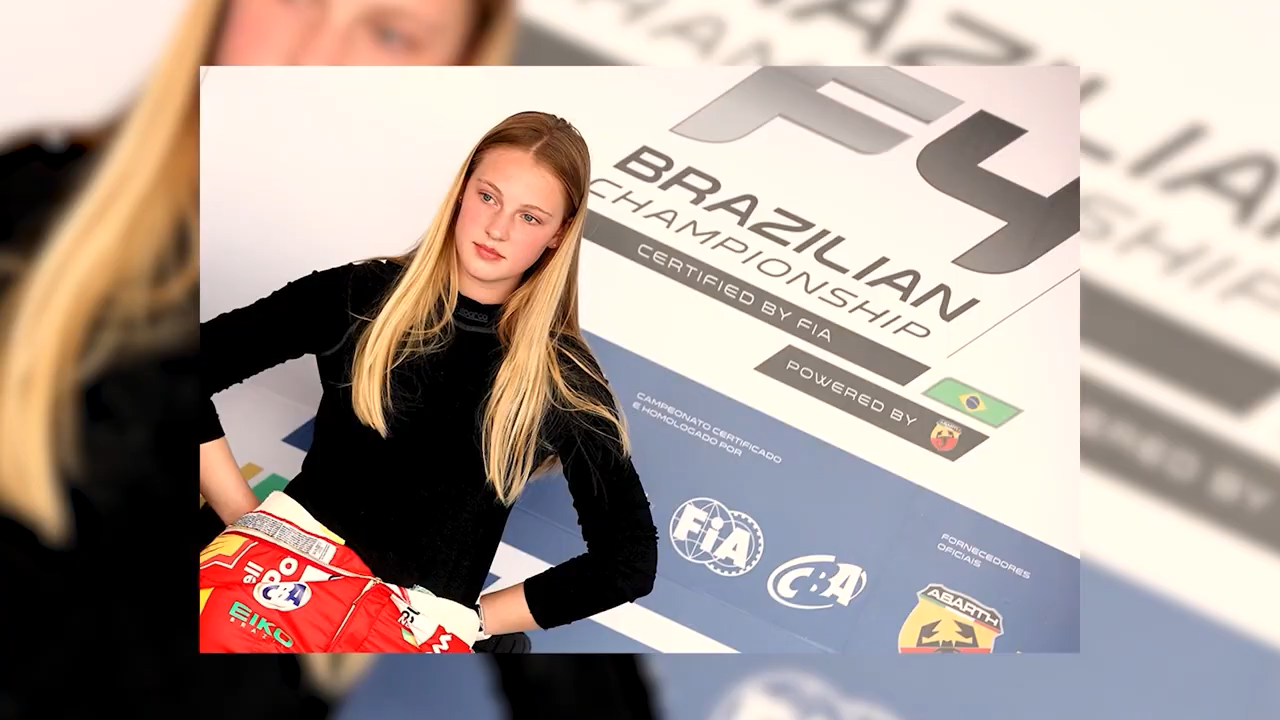 F4
BRAZILIAN
CHAMPIONSHIP
CERTIFIED BY FIA
POWERED BY
CAMPEONATO CERTIFICADO
E HOMOLOGADO POR
FIA
CBA
FORNECEDORES
OFICIAIS
ABARTH
sparco
CBA
EIKO